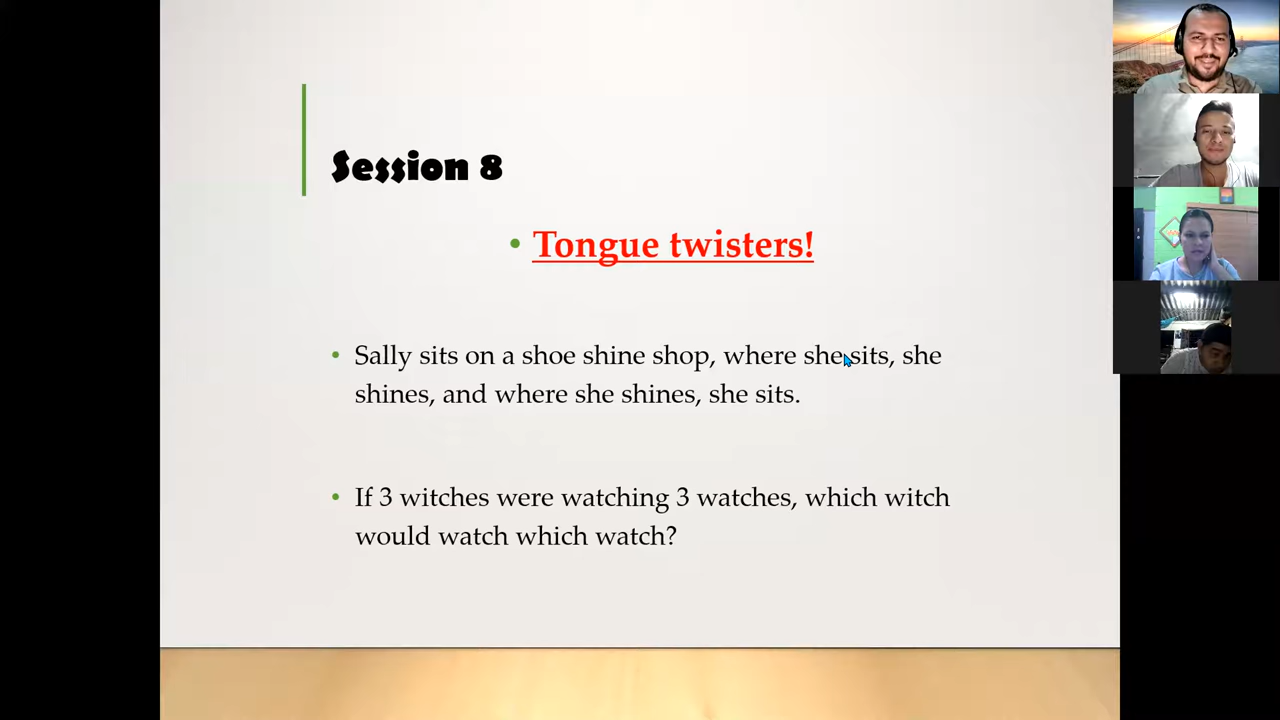 Session 8
• Tongue twisters!
• Sally sits on a shoe shine shop, where she sits, she
shines, and where she shines, she sits.
• If 3 witches were watching 3 watches, which witch
would watch which watch?